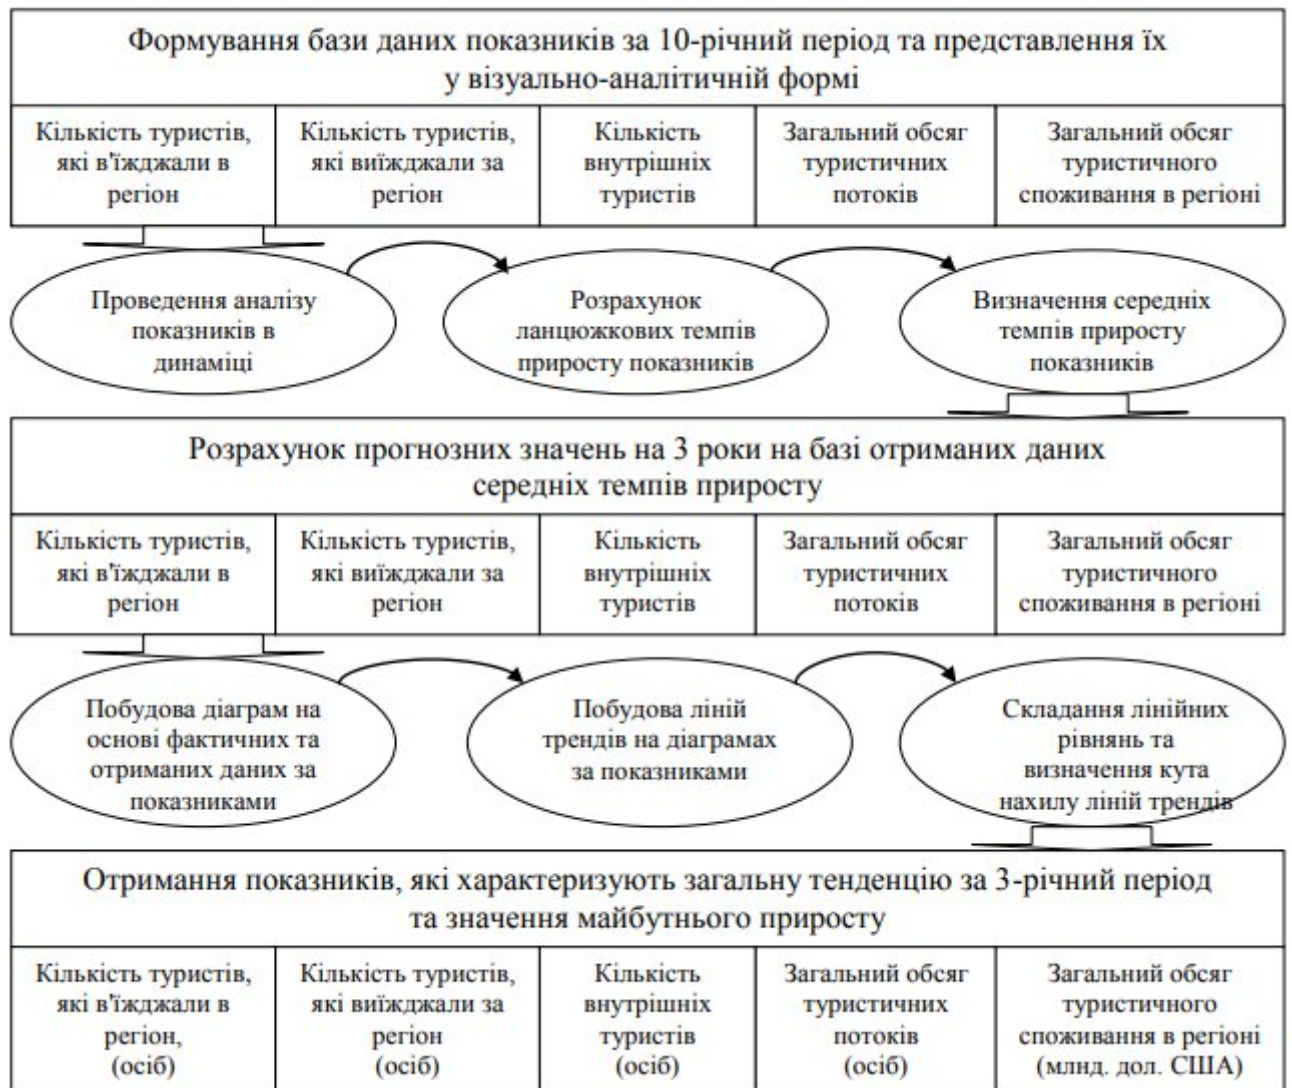 Формування бази даних показників за 10-річний період та представлення їх
у візуально-аналітичній формі
Кількість туристів,
які в'їжджали в
регіон
Кількість туристів,
які виїжджали за
регіон
Кількість
внутрішніх
туристів
Загальний обсяг
туристичних
потоків
Загальний обсяг
туристичного
споживання в регіоні
Проведення аналізу
показників в
динаміці
Розрахунок
ланцюжкових темпів
приросту показників
Визначення середніх
темпів приросту
показників
Розрахунок прогнозних значень на 3 роки на базі отриманих даних
середніх темпів приросту
Кількість туристів,
які в'їжджали в
регіон
Кількість туристів,
які виїжджали за
регіон
Кількість
внутрішніх
туристів
Загальний обсяг
туристичних
потоків
Загальний обсяг
туристичного
споживання в регіоні
Побудова діаграм на
основі фактичних та
отриманих даних за
показниками
Побудова ліній
трендів на діаграмах
за показниками
Складання лінійних
рівнянь та
визначення кута
нахилу ліній трендів
Отримання показників, які характеризують загальну тенденцію за 3-річний період
та значення майбутнього приросту
Кількість туристів,
які в'їжджали в
регіон,
(осіб)
Кількість туристів,
які виїжджали за
регіон
(осіб)
Кількість
внутрішніх
туристів
(осіб)
Загальний обсяг
туристичних
потоків
(осіб)
Загальний обсяг
туристичного
споживання в регіоні
(млнд. дол. США)